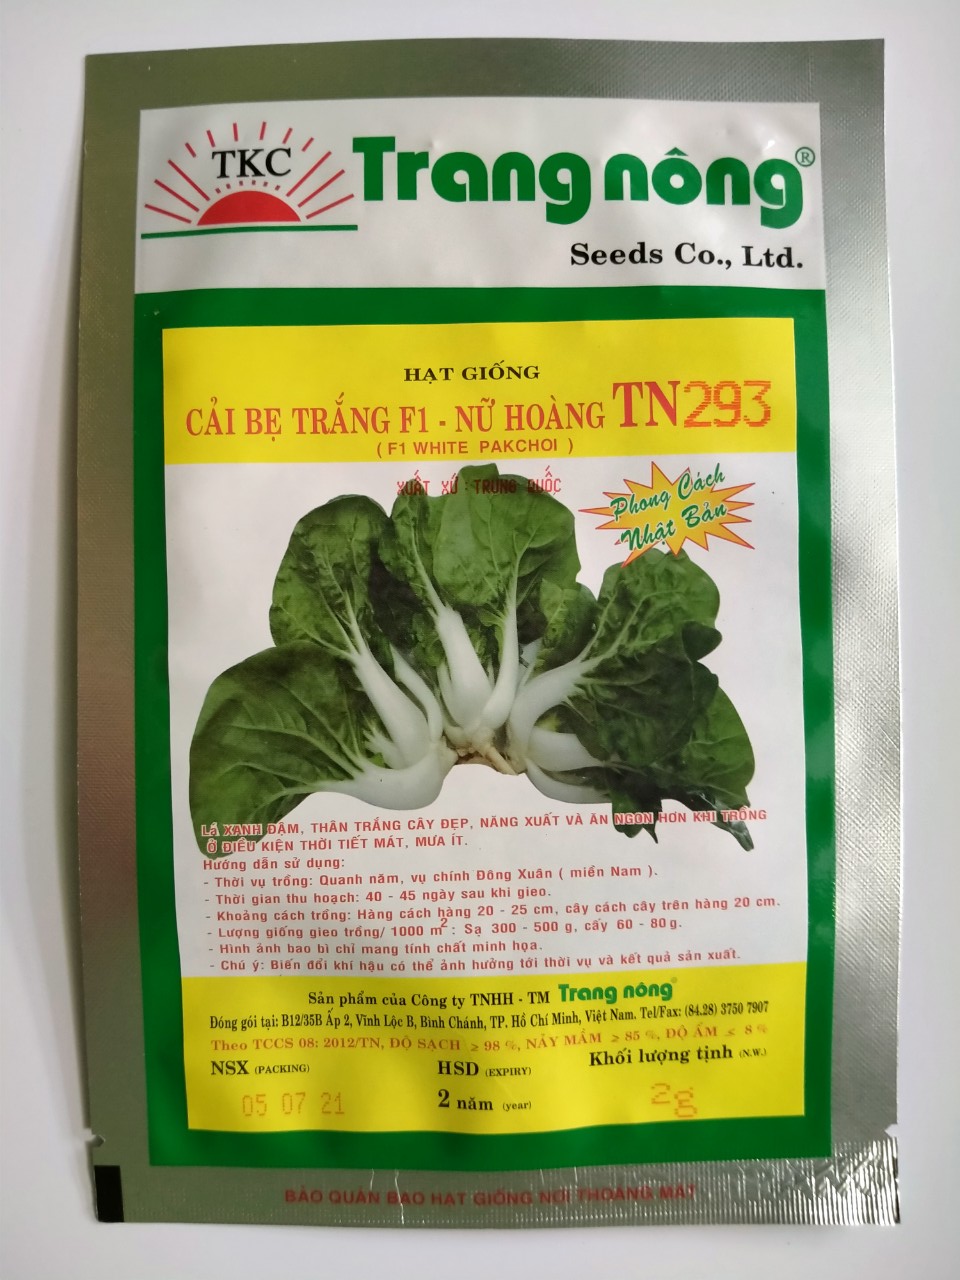 TKC
Trang nông®
Seeds Co., Ltd.
HẠT GIỐNG
CẢI BẸ TRẮNG F1 - NỮ HOÀNG TN293
( F1 WHITE PAKCHOI )
XUẤT XỨ : TRUNG QUỐC
Phong Cách
Nhật Bản
LÁ XANH ĐẬM, THÂN TRẮNG CÂY ĐẸP, NĂNG XUẤT VÀ ĂN NGON HƠN KHI TRỒNG
Ở ĐIỀU KIỆN THỜI TIẾT MÁT, MƯA ÍT.
Hướng dẫn sử dụng:
- Thời vụ trồng: Quanh năm, vụ chính Đông Xuân ( miền Nam ).
- Thời gian thu hoạch: 40 - 45 ngày sau khi gieo.
- Khoảng cách trồng: Hàng cách hàng 20 - 25 cm, cây cách cây trên hàng 20 cm.
- Lượng giống gieo trồng/ 1000 m² : Sạ 300 - 500 g, cấy 60 - 80 g.
- Hình ảnh bao bì chỉ mang tính chất minh họa.
- Chú ý: Biến đổi khí hậu có thể ảnh hưởng tới thời vụ và kết quả sản xuất.
Sản phẩm của Công ty TNHH - TM Trang nông®
Đóng gói tại: B12/35B Ấp 2, Vĩnh Lộc B, Bình Chánh, TP. Hồ Chí Minh, Việt Nam. Tel/Fax: (84.28) 3750 7907
Theo TCCS 08: 2012/TN, ĐỘ SẠCH ≥ 98 %, NẢY MẦM ≥ 85 %, ĐỘ ẨM ≤ 8 %
NSX (PACKING) HSD (EXPIRY) Khối lượng tịnh (N.W.)
05 07 21 2 năm (year) 2g
BẢO QUẢN BAO HẠT GIỐNG NƠI THOÁNG MÁT